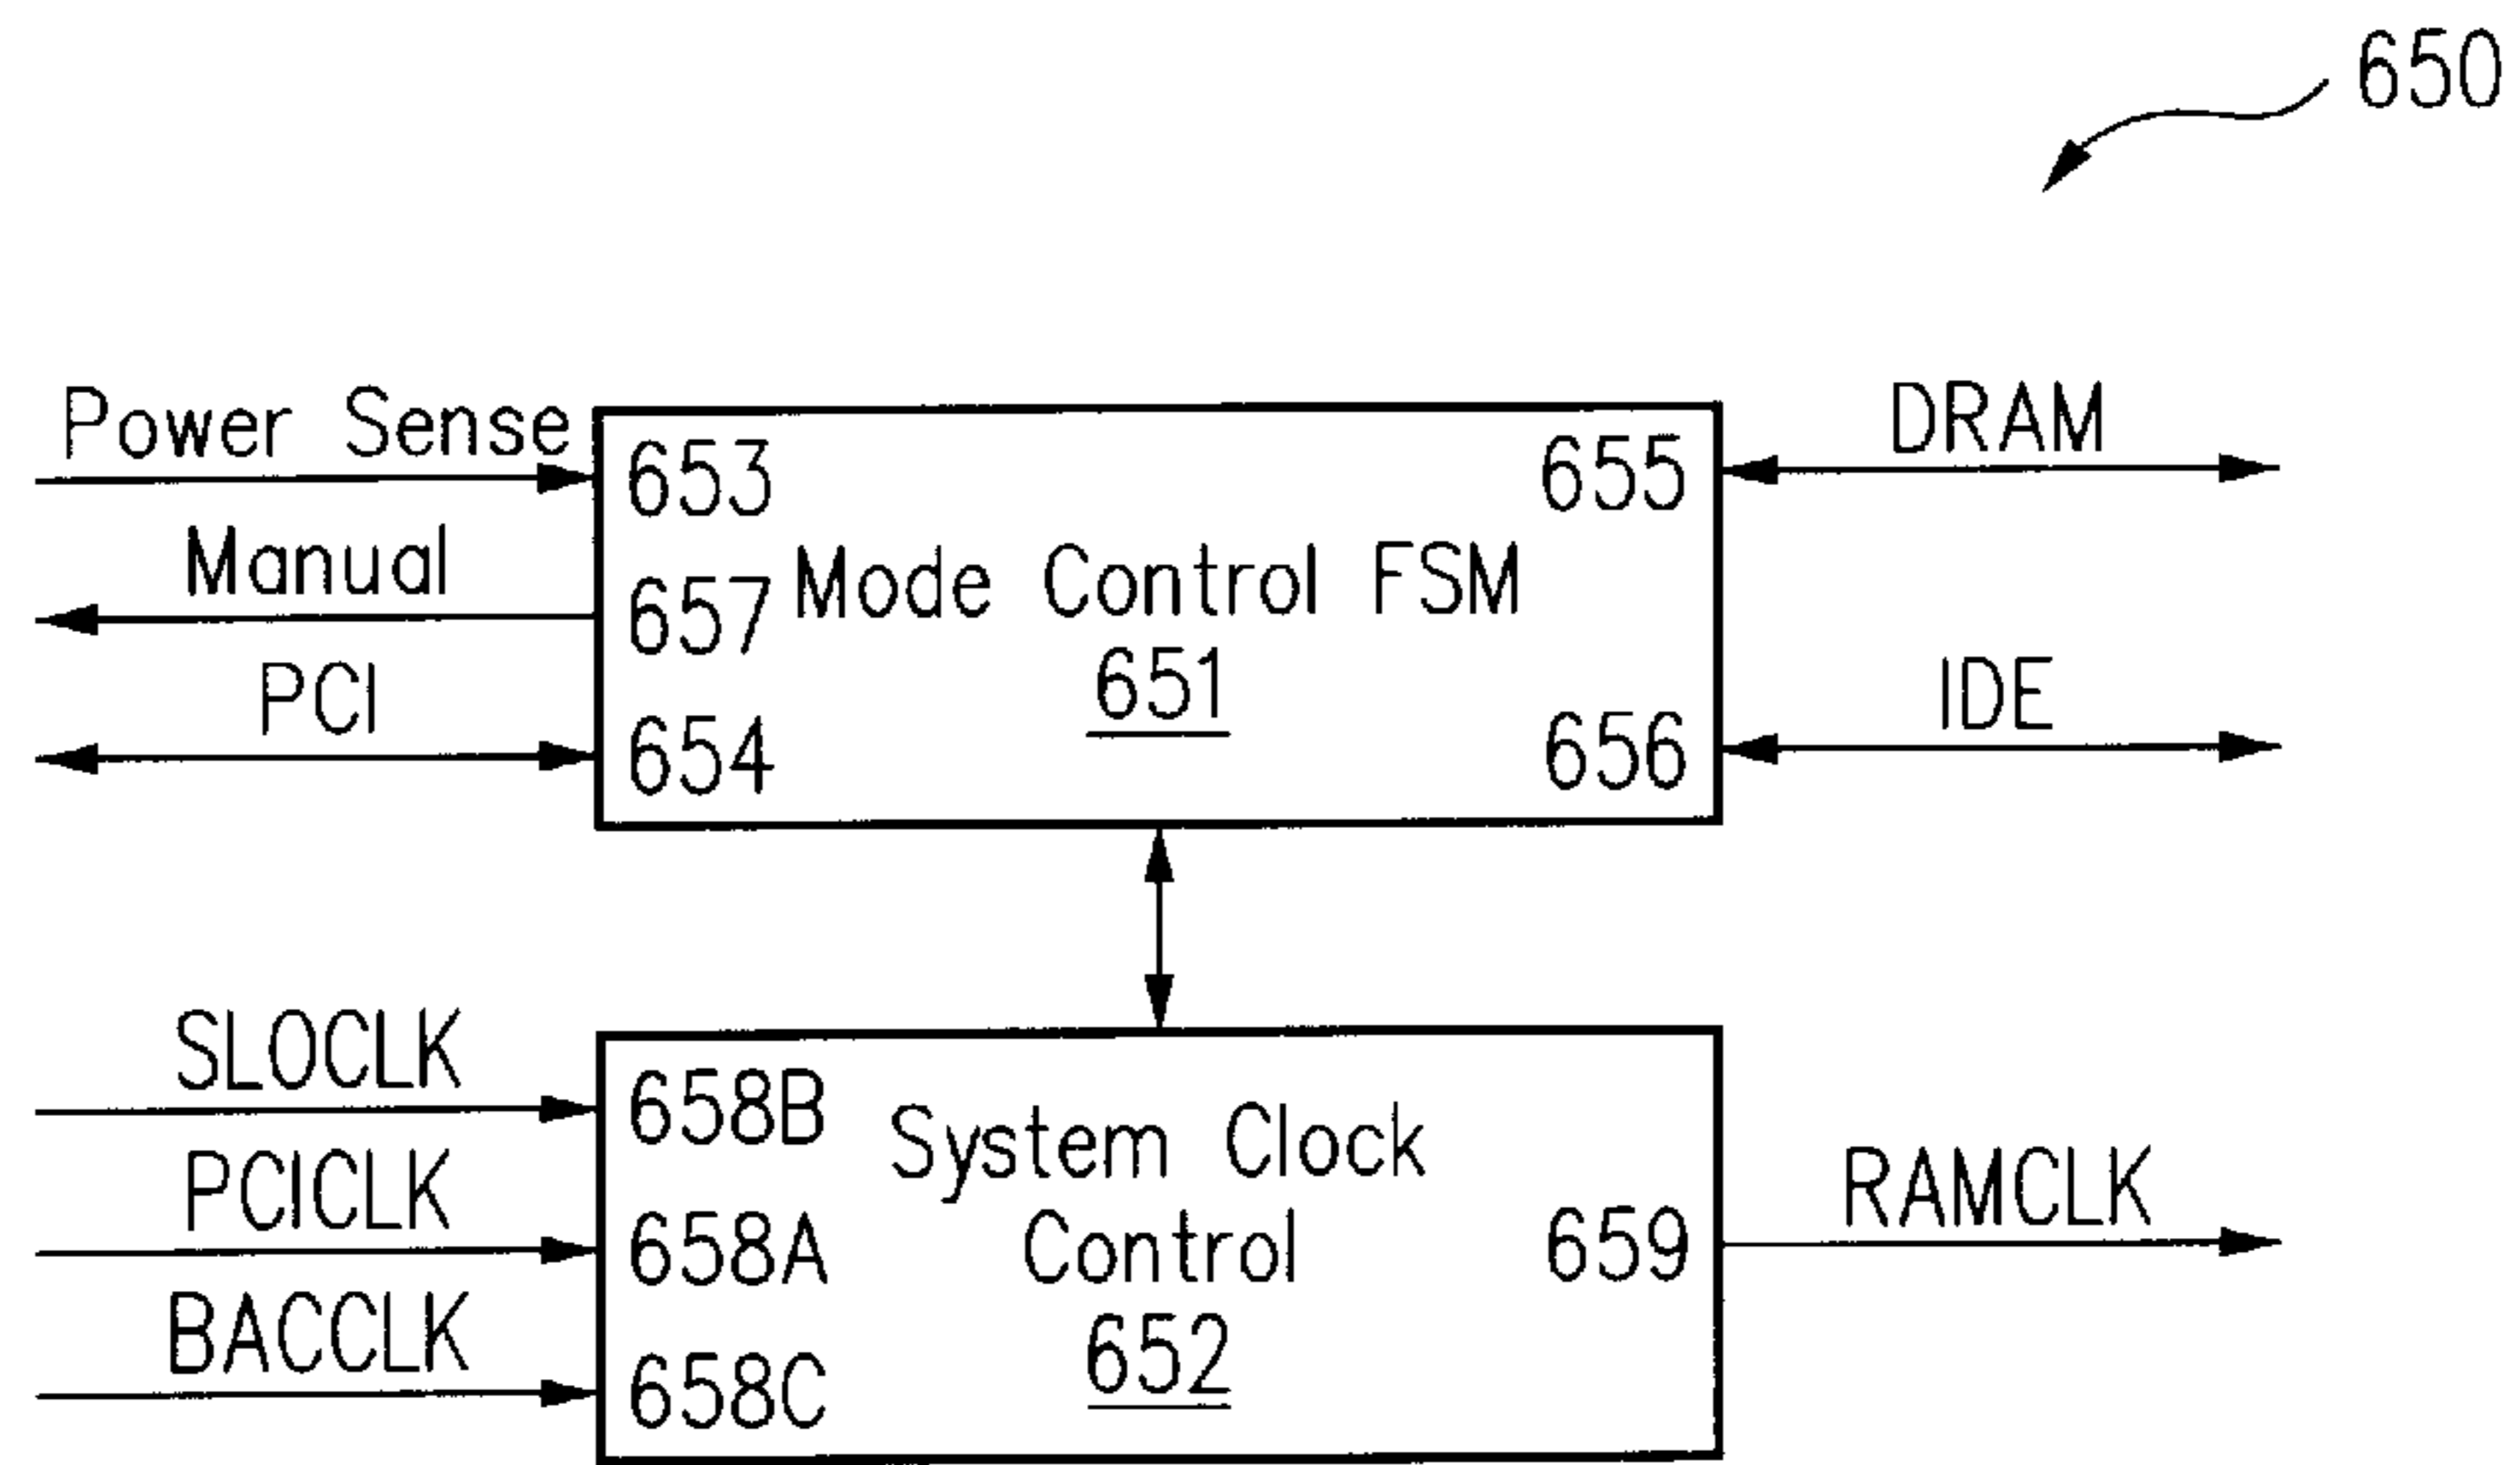 650
Power Sense
653
655
DRAM
Manual
657
Mode Control FSM
PCI
651
654
656
IDE
SLOCLK
658B
System Clock
PCICLK
658A
Control
659
RAMCLK
BACCLK
658C
652